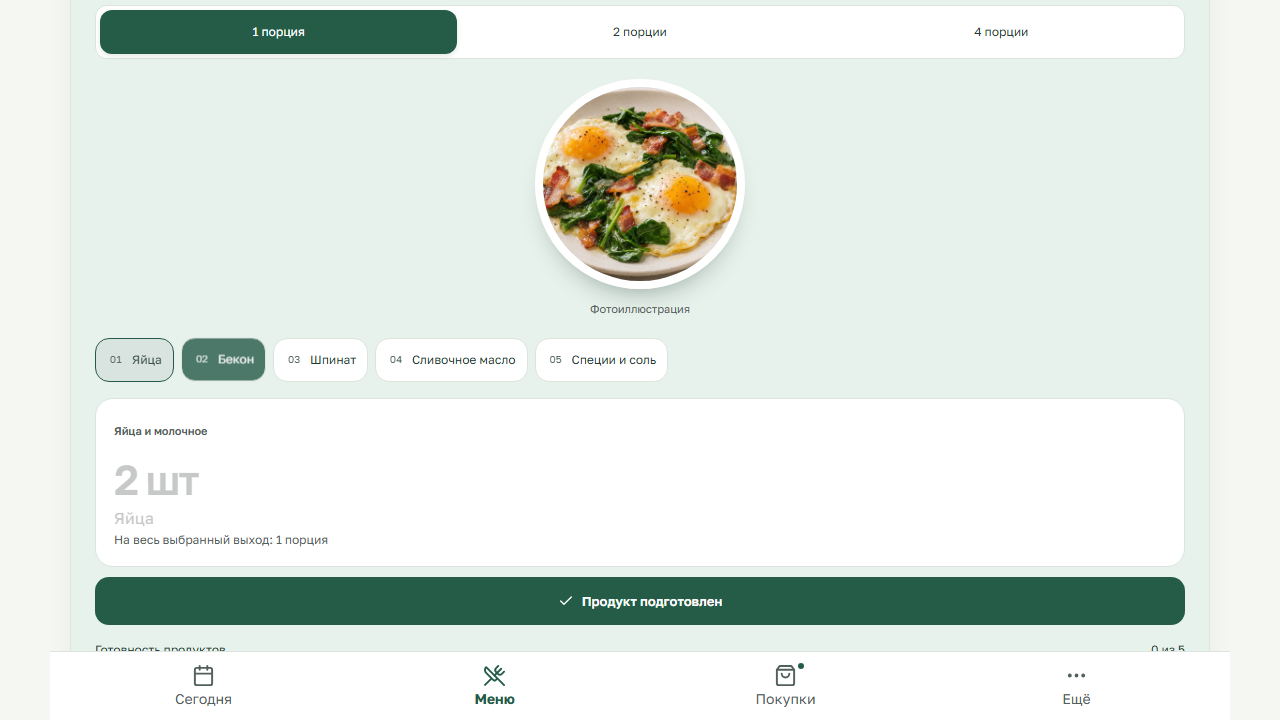 1 порция
2 порции
4 порции
Фотоиллюстрация
01 Яйца
02 Бекон
03 Шпинат
04 Сливочное масло
05 Специи и соль
Яйца и молочное
2 шт
Яйца
На весь выбранный выход: 1 порция
Продукт подготовлен
Готовность продуктов
0 из 5
Сегодня
Меню
Покупки
Ещё